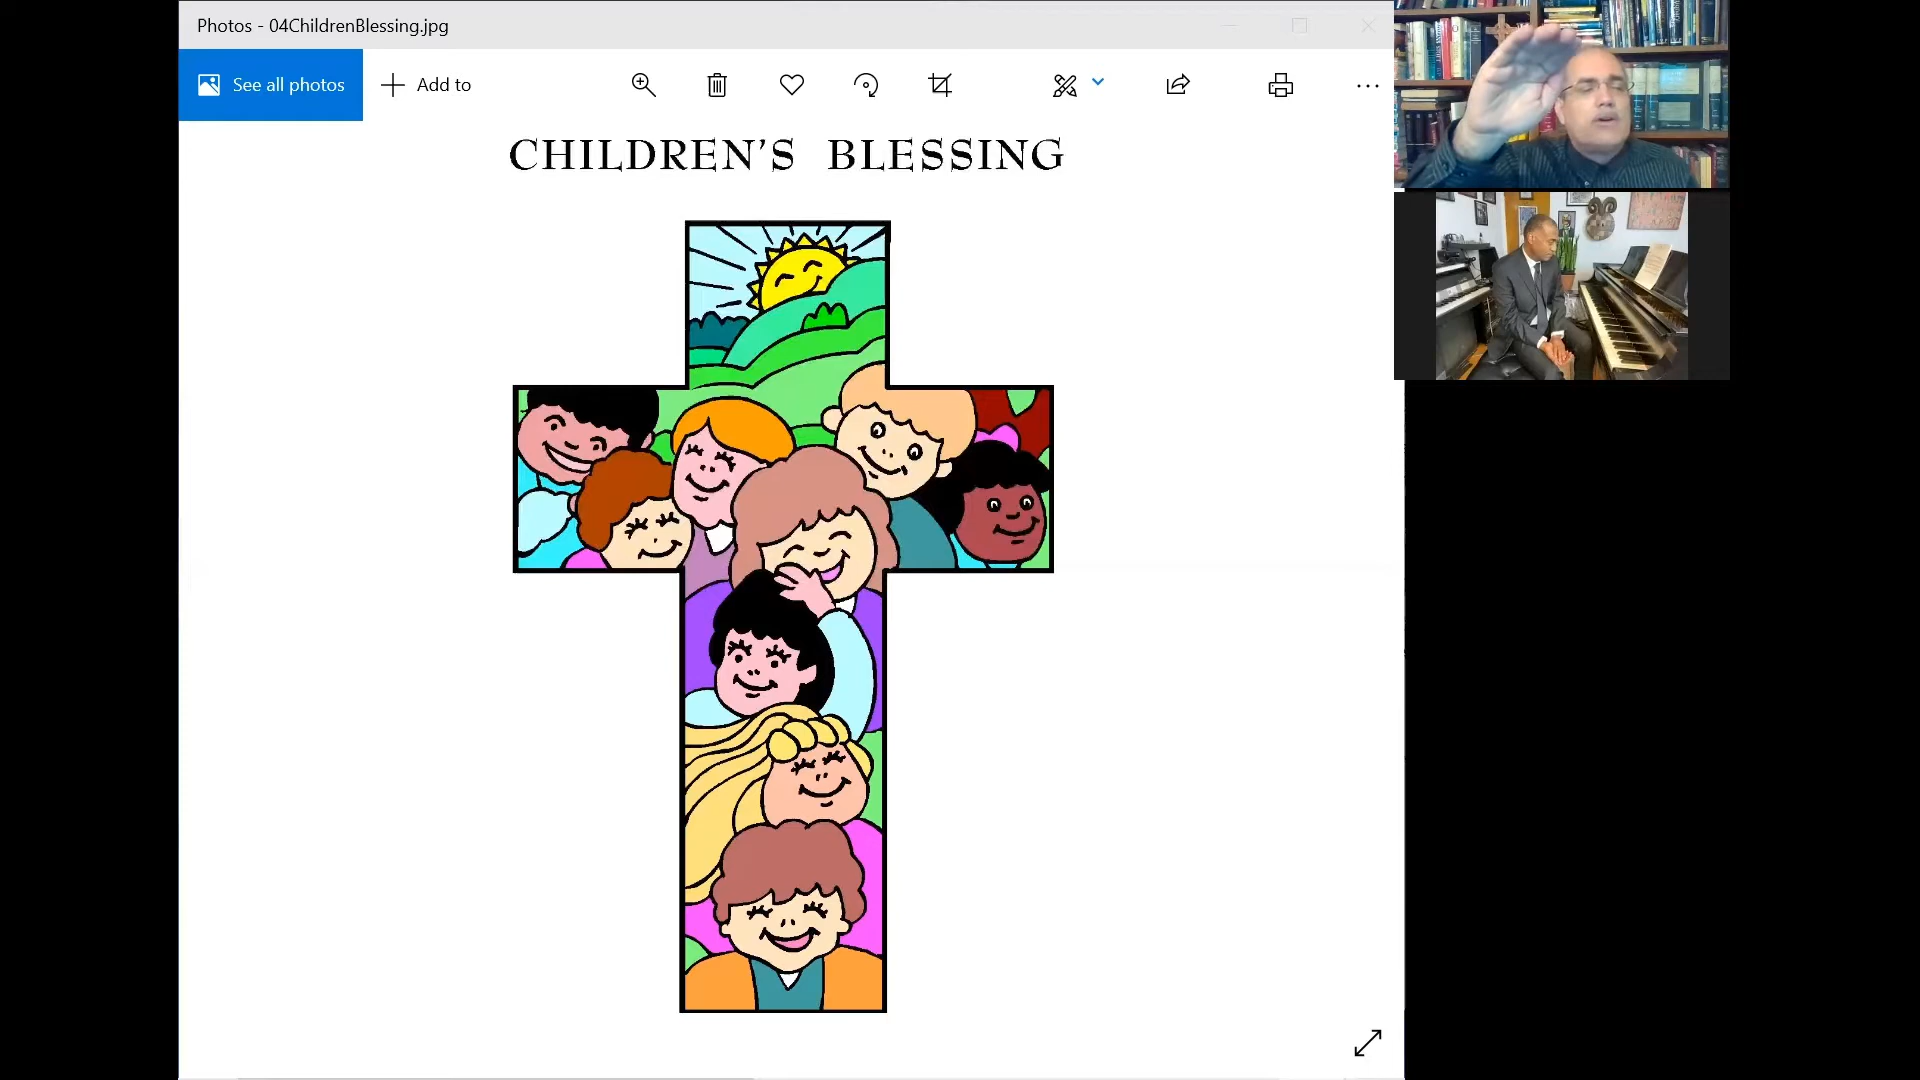 Photos - 04ChildrenBlessing.jpg
See all photos
Add to
CHILDREN'S BLESSING